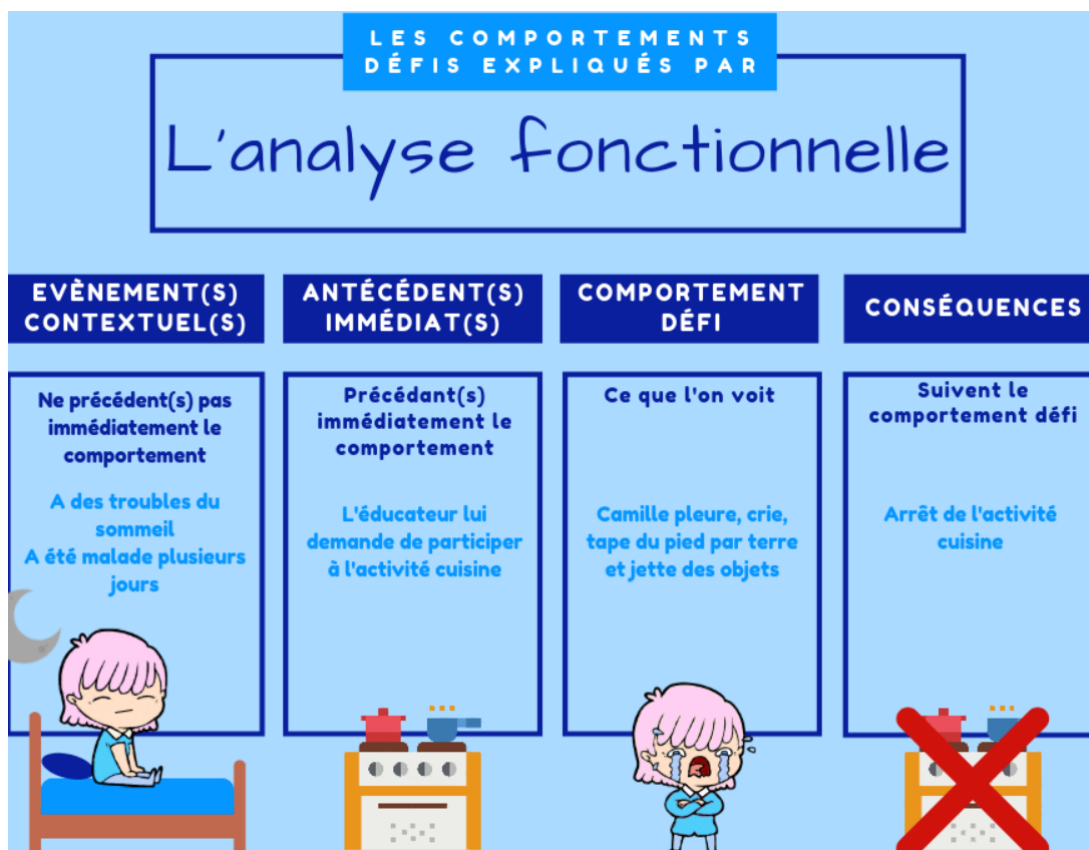 LES COMPORTEMENTS
DÉFIS EXPLIQUÉS PAR
L'analyse fonctionnelle
EVÈNEMENT(S)
CONTEXTUEL(S)
Ne précédent(s) pas
immédiatement le
comportement
A des troubles du
sommeil
A été malade plusieurs
jours
ANTÉCÉDENT(S)
IMMÉDIAT(S)
Précédant(s)
immédiatement le
comportement
L'éducateur lui
demande de participer
à l'activité cuisine
COMPORTEMENT
DÉFI
Ce que l'on voit
Camille pleure, crie,
tape du pied par terre
et jette des objets
CONSÉQUENCES
Suivent le
comportement défi
Arrêt de l'activité
cuisine